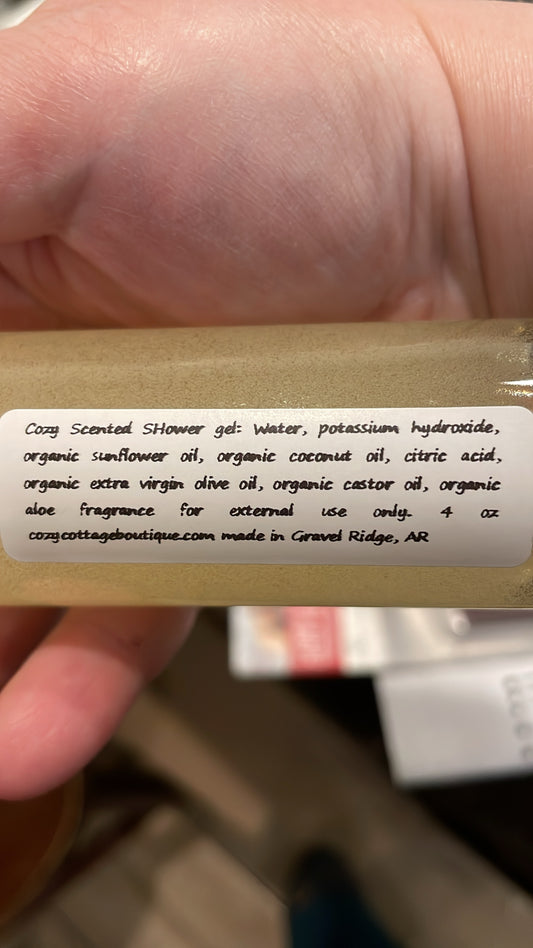 Cozy Scented SHower gel: Water, potassium hydroxide,
organic sunflower oil, organic coconut oil, citric acid,
organic extra virgin olive oil, organic castor oil, organic
aloe fragrance for external use only. 4 oz
cozycottageboutique.com made in Gravel Ridge, AR